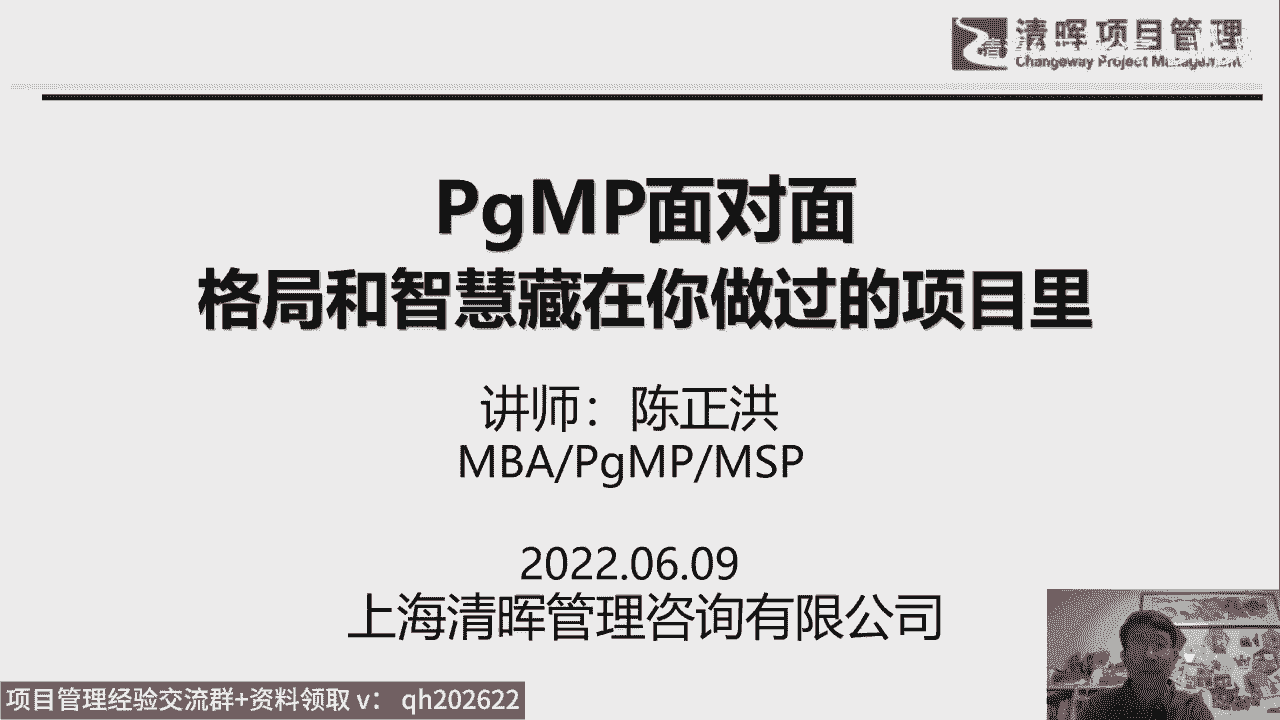 清晖项目管理
Changeway Project Management
PgMP面对面
格局和智慧藏在你做过的项目里
讲师：陈正洪
MBA/PgMP/MSP
2022.06.09
上海清晖管理咨询有限公司
项目管理经验交流群+资料领取 v： qh202622